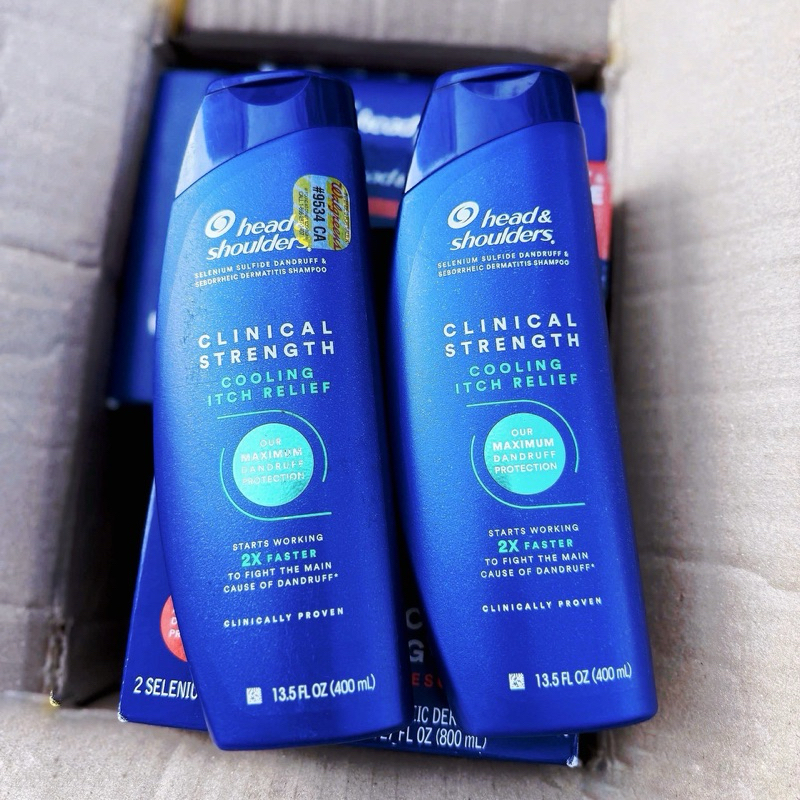 head
head &
shoulders
SELENIUM SULFIDE DANDRUFF &
SEBORRHEIC DERMATITIS SHAMPOO
CLINICAL
STRENGTH
COOLING
ITCH RELIEF
OUR
MAXIMUM
DANDRUFF
PROTECTION
STARTS WORKING
2X FASTER
TO FIGHT THE MAIN
CAUSE OF DANDRUFF*
CLINICALLY PROVEN
13.5 FL OZ (400 mL)
Walgreens
#9534 CA
head &
shoulders
SELENIUM SULFIDE DANDRUFF &
SEBORRHEIC DERMATITIS SHAMPOO
CLINICAL
STRENGTH
COOLING
ITCH RELIEF
OUR
MAXIMUM
DANDRUFF
PROTECTION
STARTS WORKING
2X FASTER
TO FIGHT THE MAIN
CAUSE OF DANDRUFF*
CLINICALLY PROVEN
13.5 FL OZ (400 mL)
2 SELENIU
EIC DER
FL OZ (800 mL)